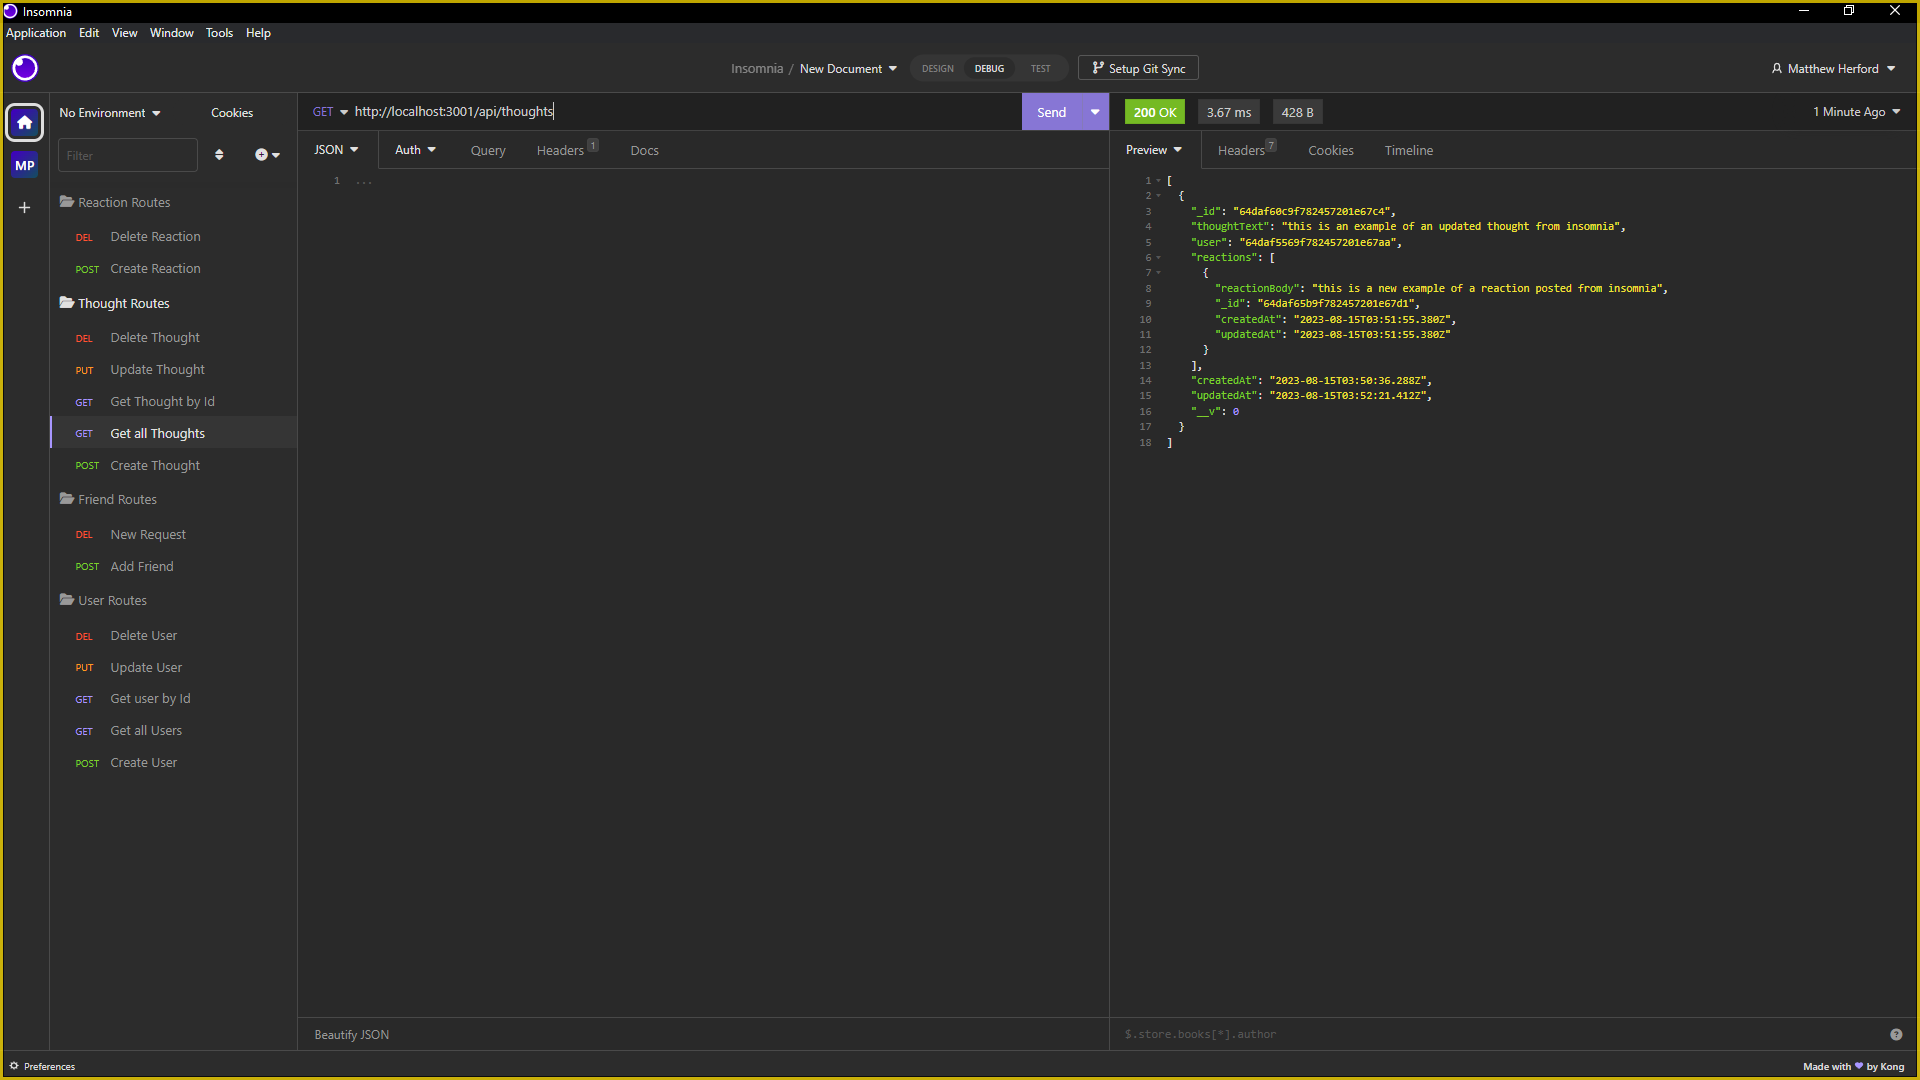 Insomnia
Application Edit View Window Tools Help
Insomnia / New Document DESIGN DEBUG TEST Setup Git Sync Matthew Herford
No Environment Cookies
Filter
MP
Reaction Routes
DEL Delete Reaction
POST Create Reaction
Thought Routes
DEL Delete Thought
PUT Update Thought
GET Get Thought by Id
GET Get all Thoughts
POST Create Thought
Friend Routes
DEL New Request
POST Add Friend
User Routes
DEL Delete User
PUT Update User
GET Get user by Id
GET Get all Users
POST Create User
GET http://localhost:3001/api/thoughts Send
JSON Auth Query Headers 1 Docs
1 ...
Beautify JSON
200 OK 3.67 ms 428 B 1 Minute Ago
Preview Headers 7 Cookies Timeline
1 [
2 {
3 "_id": "64daf60c9f782457201e67c4",
4 "thoughtText": "this is an example of an updated thought from insomnia",
5 "user": "64daf5569f782457201e67aa",
6 "reactions": [
7 {
8 "reactionBody": "this is a new example of a reaction posted from insomnia",
9 "_id": "64daf65b9f782457201e67d1",
10 "createdAt": "2023-08-15T03:51:55.380Z",
11 "updatedAt": "2023-08-15T03:51:55.380Z"
12 }
13 ],
14 "createdAt": "2023-08-15T03:50:36.288Z",
15 "updatedAt": "2023-08-15T03:52:21.412Z",
16 "__v": 0
17 }
18 ]
$.store.books[*].author ?
Preferences
Made with 💜 by Kong